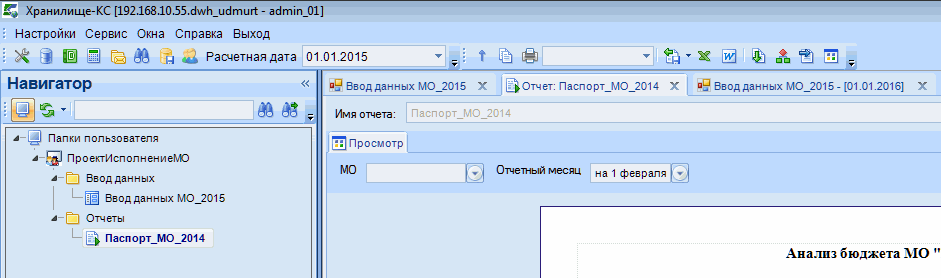 Хранилище-КС [192.168.10.55.dwh_udmurt - admin_01]
Настройки Сервис Окна Справка Выход
Расчетная дата 01.01.2015
Навигатор
Папки пользователя
ПроектИсполнениеМО
Ввод данных
Ввод данных МО_2015
Отчеты
Паспорт_МО_2014
Ввод данных МО_2015 Отчет: Паспорт_МО_2014 Ввод данных МО_2015 - [01.01.2016]
Имя отчета: Паспорт_МО_2014
Просмотр
МО Отчетный месяц на 1 февраля
Анализ бюджета МО "